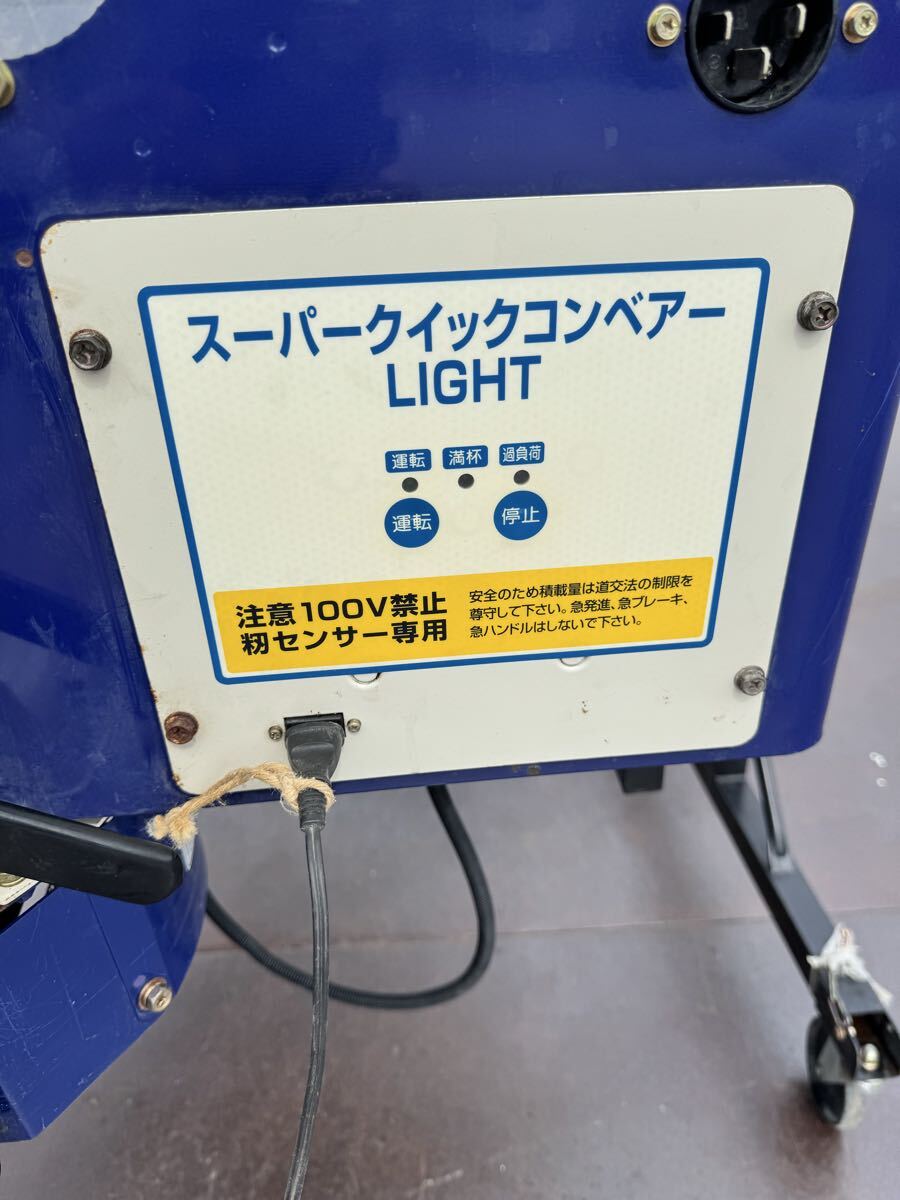 スーパークイックコンベアー
LIGHT
運転 満杯 過負荷
運転 停止
注意100V禁止
籾センサー専用
安全のため積載量は道交法の制限を
尊守して下さい。急発進、急ブレーキ、
急ハンドルはしないで下さい。